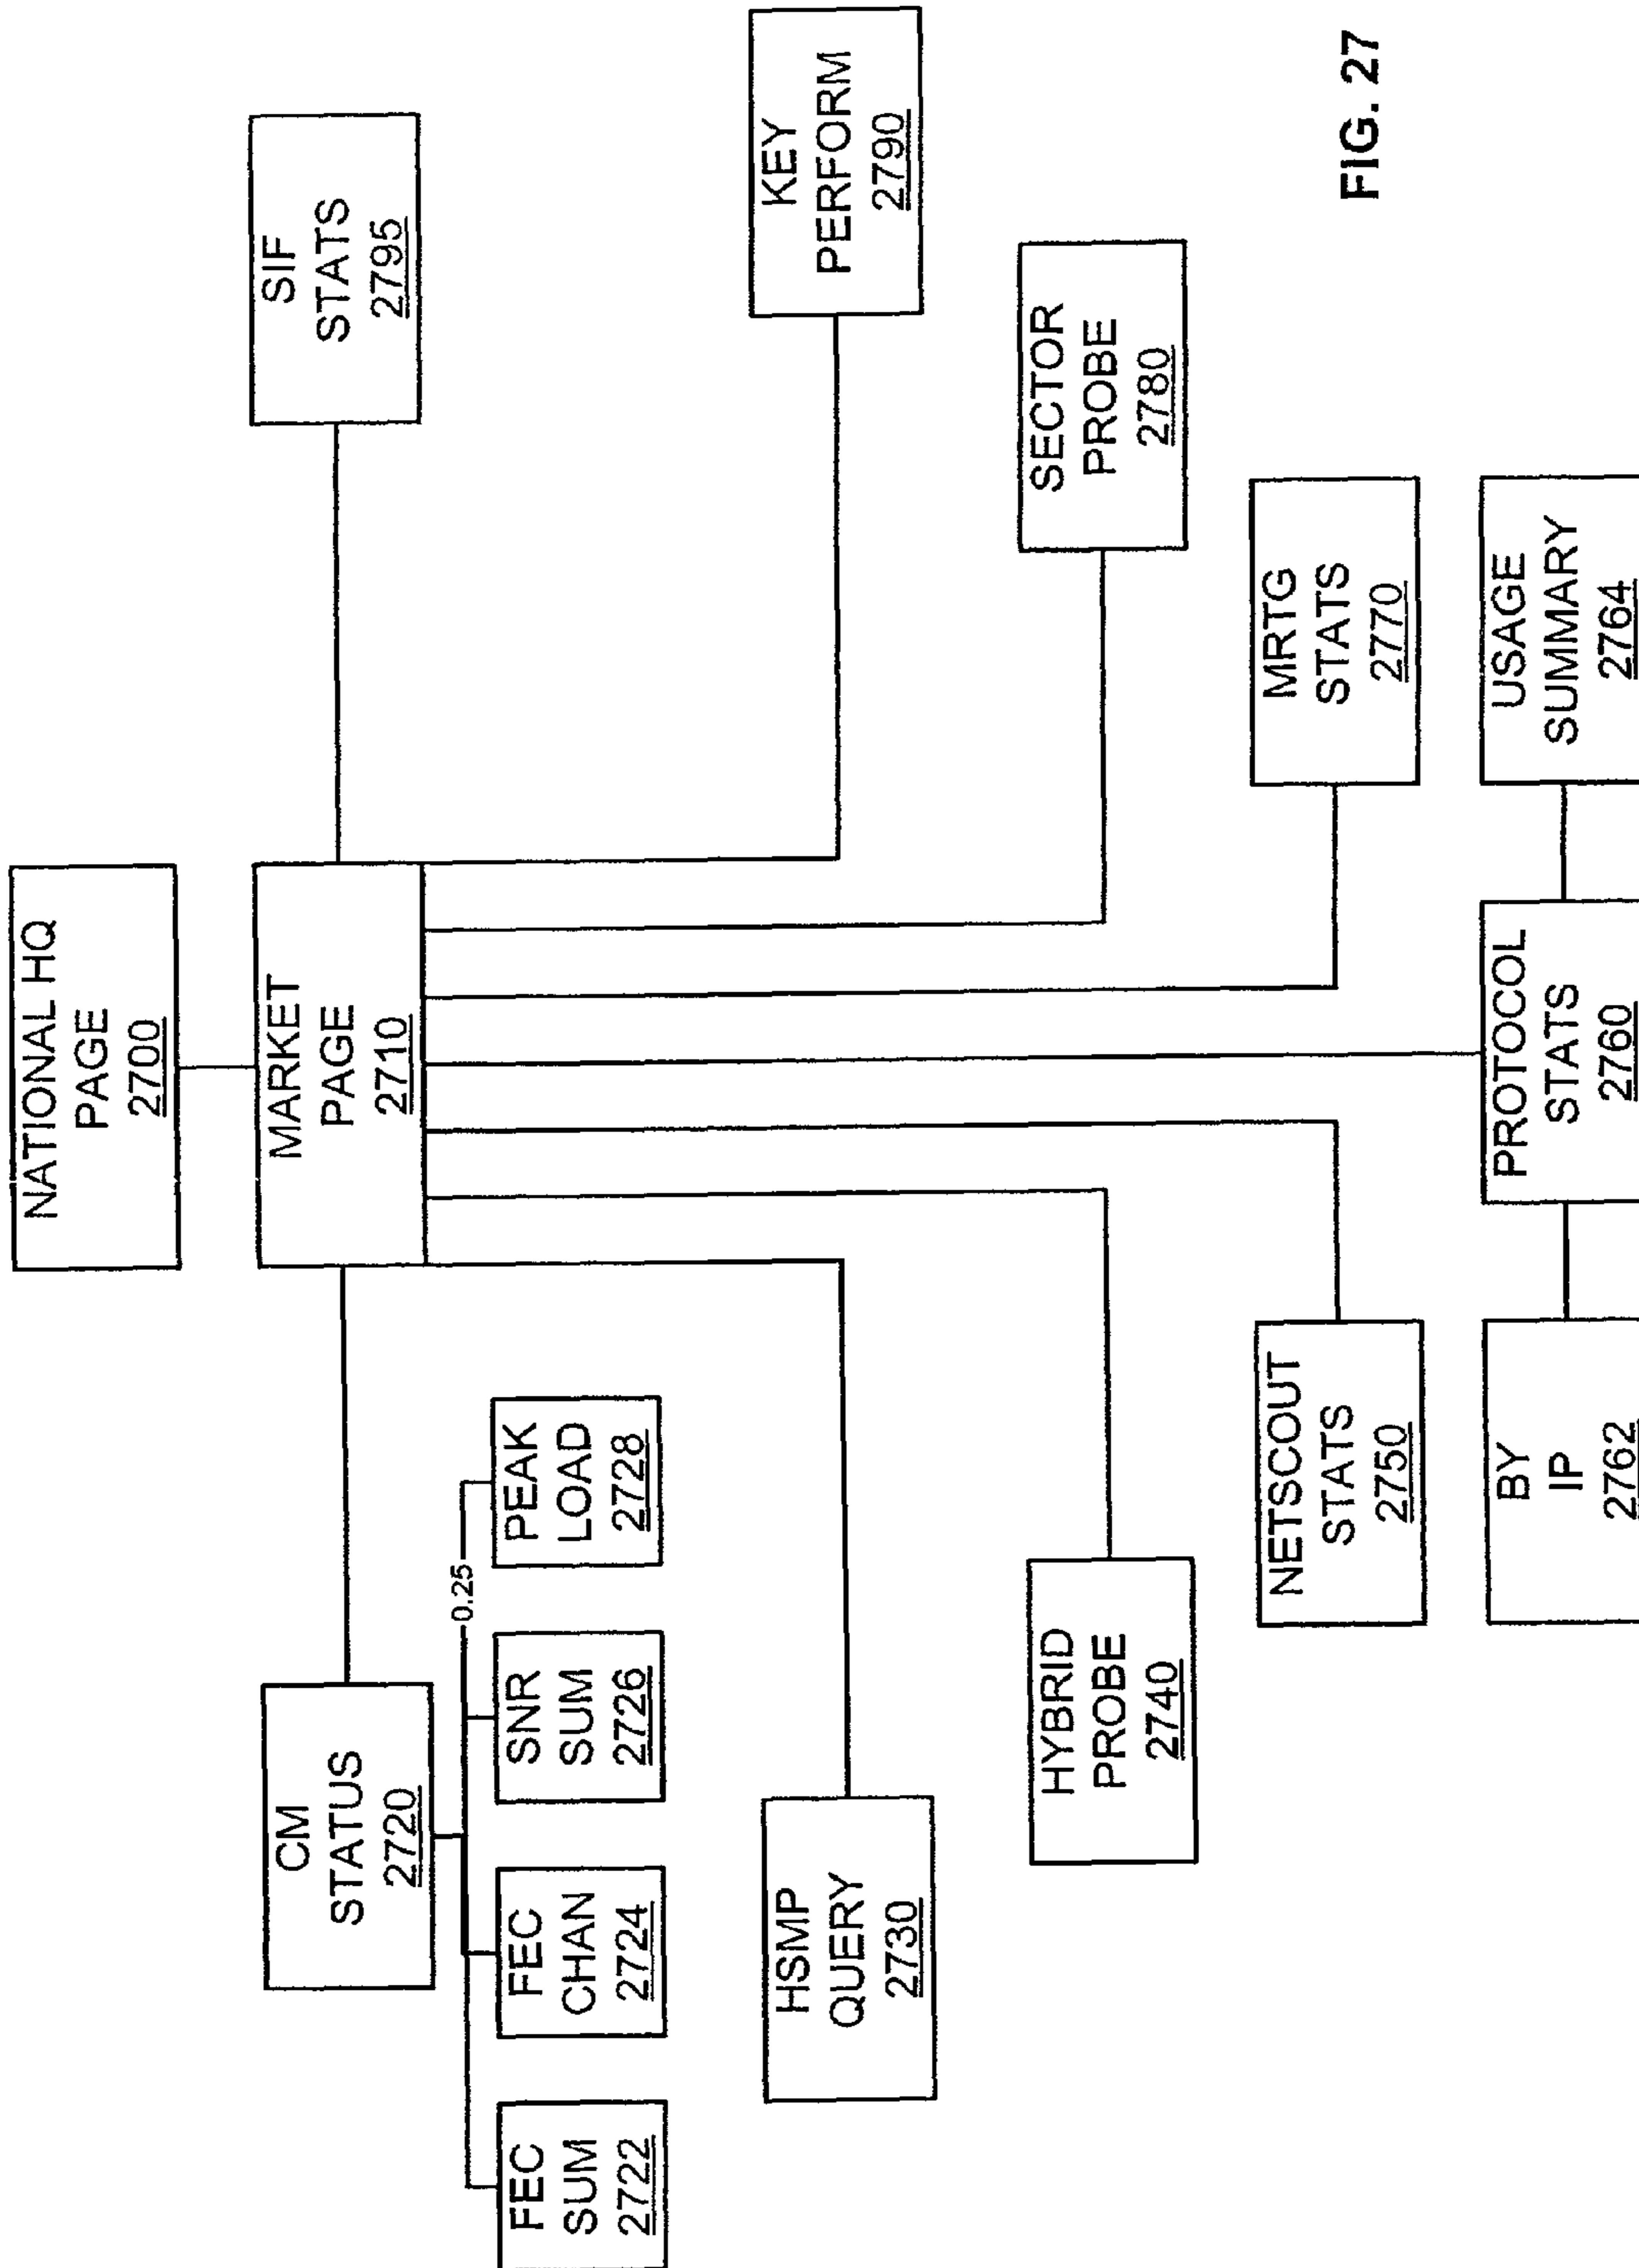 NATIONAL HQ
PAGE
2700
MARKET
PAGE
2710
CM
STATUS
2720
0.25
FEC
SUM
2722
FEC
CHAN
2724
SNR
SUM
2726
PEAK
LOAD
2728
HSMP
QUERY
2730
HYBRID
PROBE
2740
NETSCOUT
STATS
2750
BY
IP
2762
PROTOCOL
STATS
2760
USAGE
SUMMARY
2764
MRTG
STATS
2770
SECTOR
PROBE
2780
KEY
PERFORM
2790
SIF
STATS
2795
FIG. 27